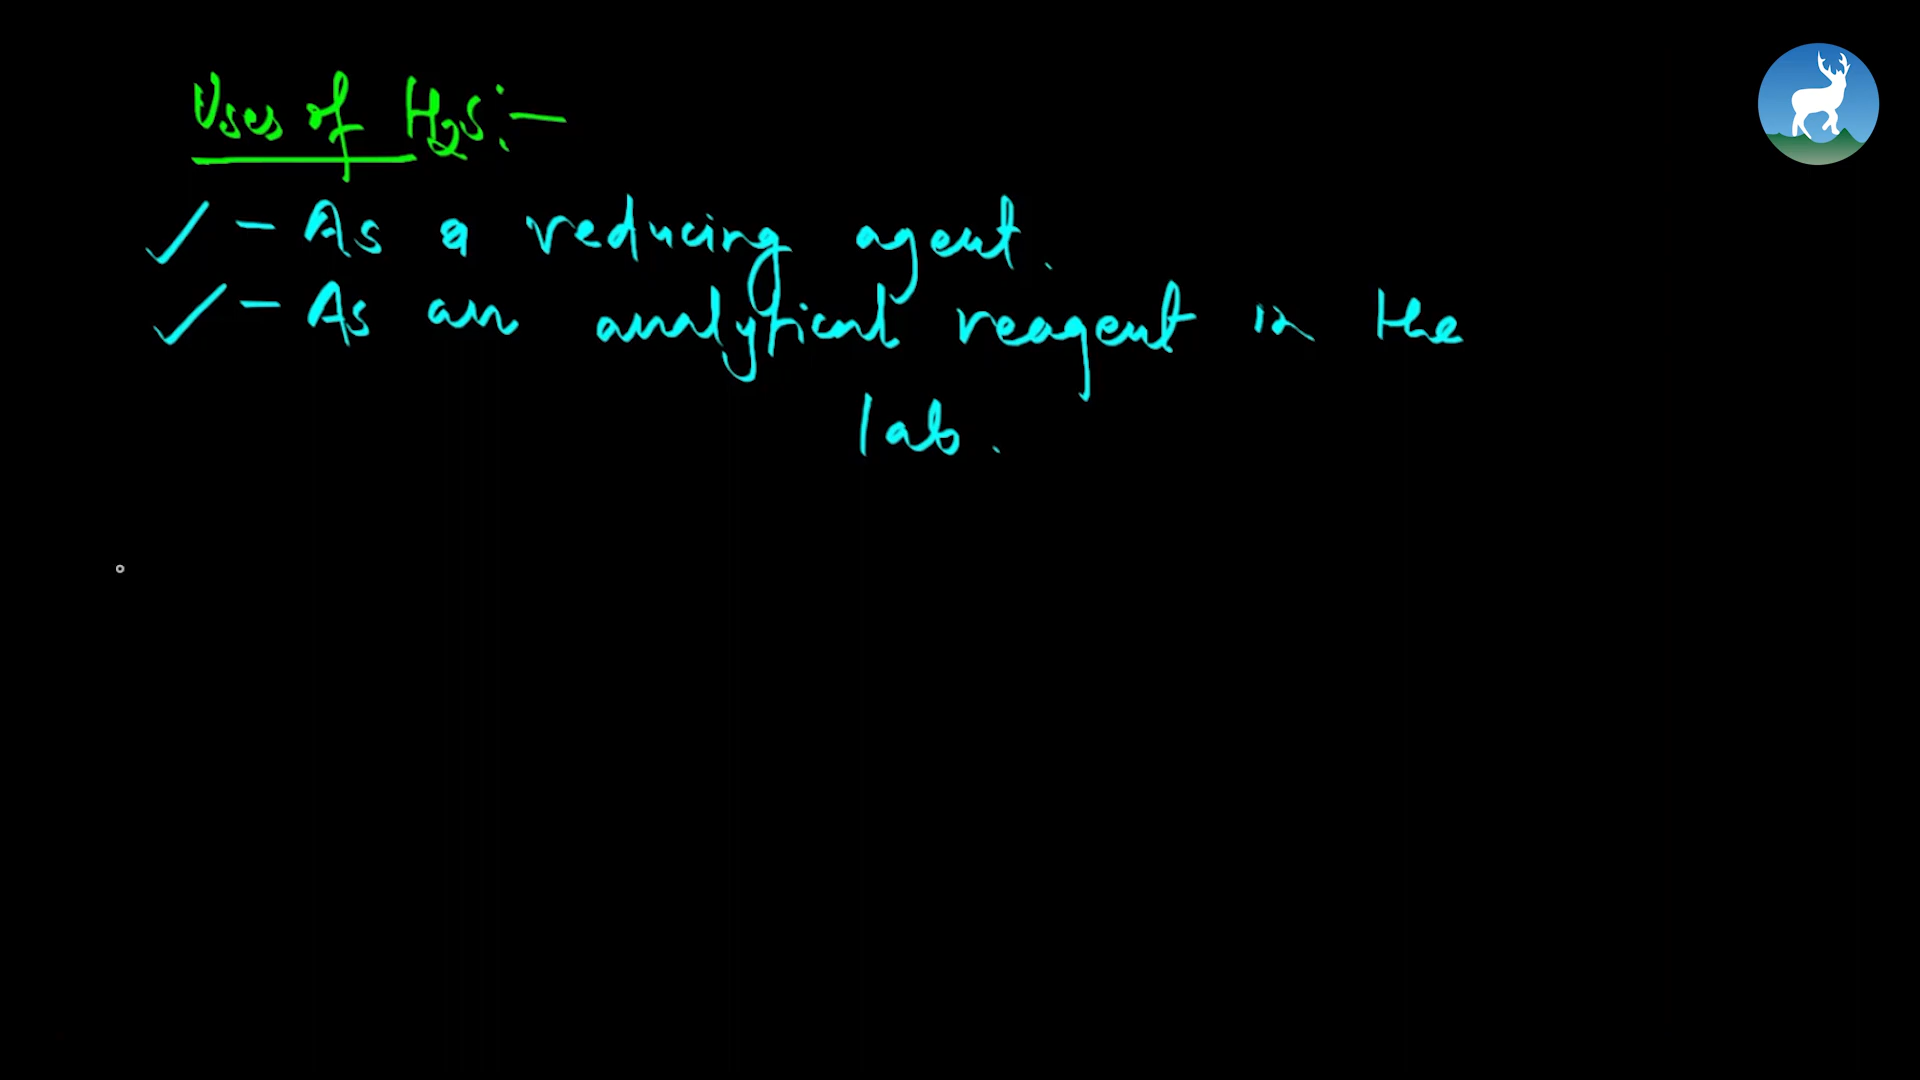 Uses of H2S:-
- As a reducing agent.
- As an analytical reagent in the
lab.